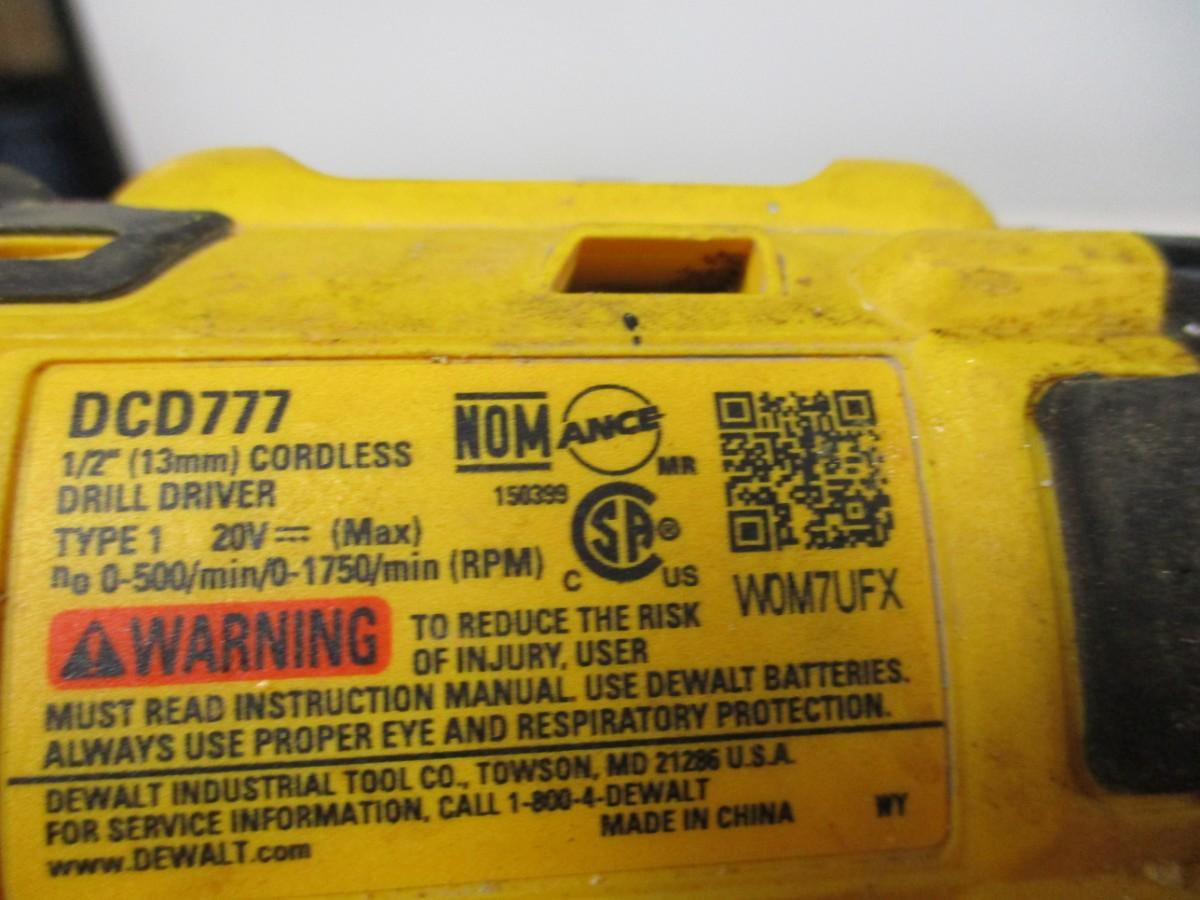 DCD777
1/2" (13mm) CORDLESS
DRILL DRIVER
TYPE 1 20V⎓ (Max)
n0 0-500/min/0-1750/min (RPM)
NOM
ANCE
MR
150399
SA®
C US
W0M7UFX
⚠WARNING TO REDUCE THE RISK
OF INJURY, USER
MUST READ INSTRUCTION MANUAL. USE DEWALT BATTERIES.
ALWAYS USE PROPER EYE AND RESPIRATORY PROTECTION.
DEWALT INDUSTRIAL TOOL CO., TOWSON, MD 21286 U.S.A.
FOR SERVICE INFORMATION, CALL 1-800-4-DEWALT
MADE IN CHINA WY
www.DEWALT.com